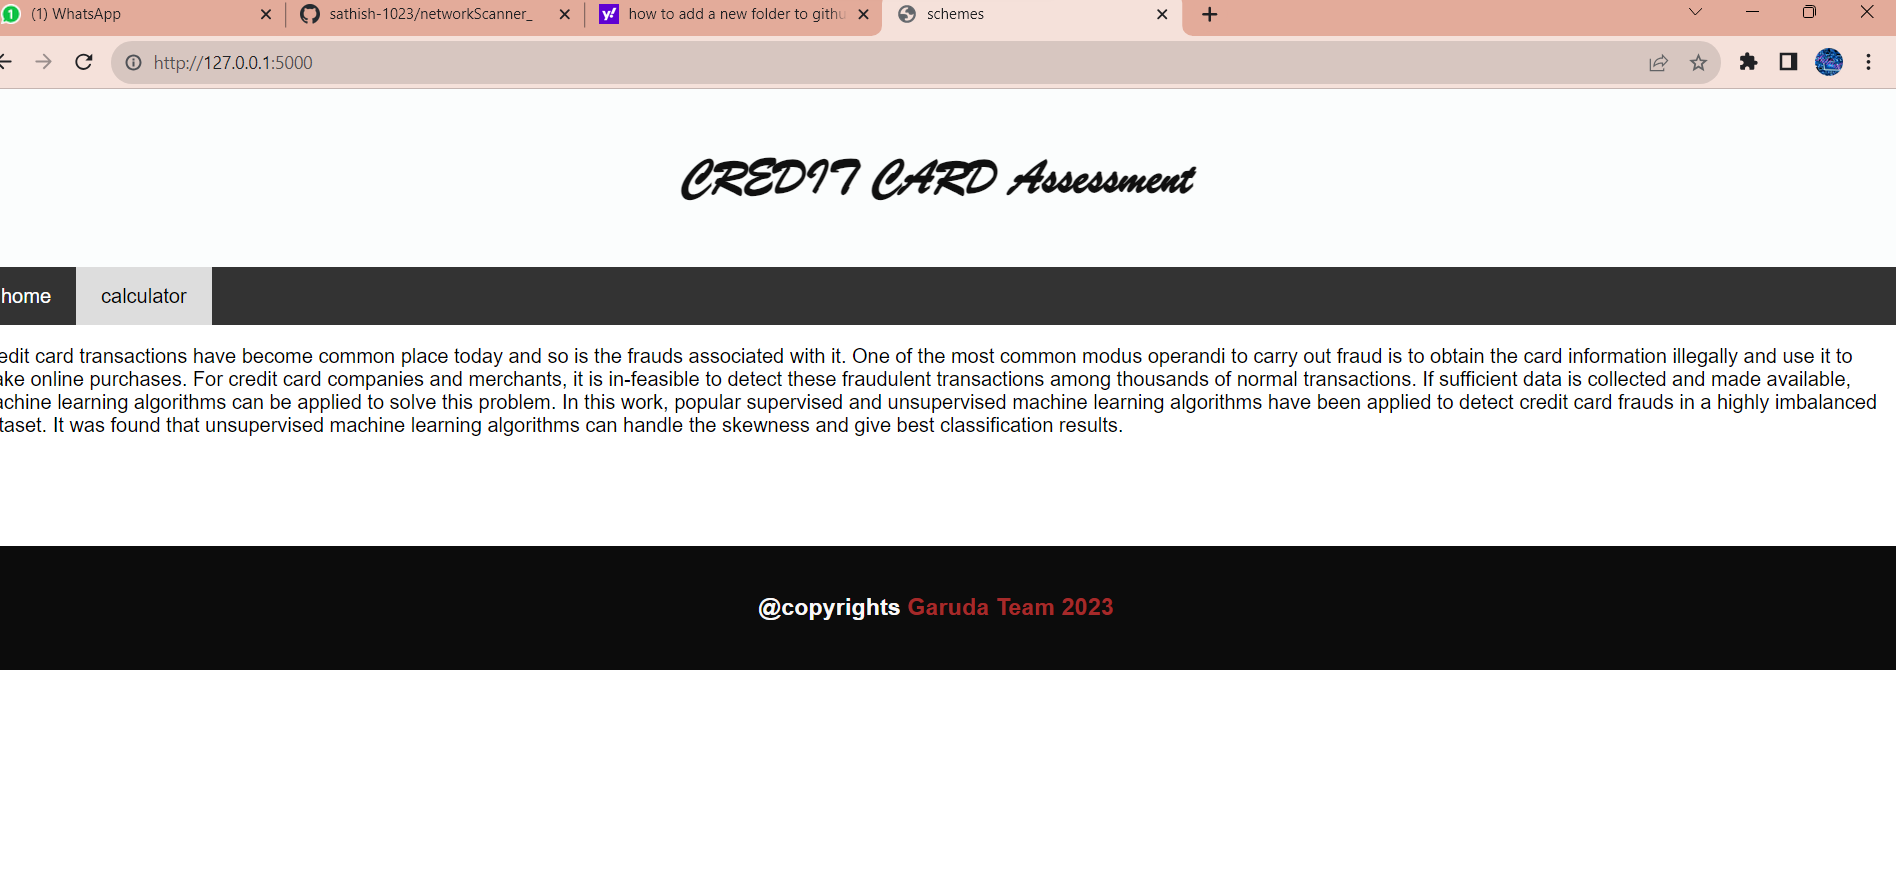 (1) WhatsApp
sathish-1023/networkScanner_
how to add a new folder to githu
schemes
http://127.0.0.1:5000
CREDIT CARD Assessment
home
calculator
edit card transactions have become common place today and so is the frauds associated with it. One of the most common modus operandi to carry out fraud is to obtain the card information illegally and use it to
ake online purchases. For credit card companies and merchants, it is in-feasible to detect these fraudulent transactions among thousands of normal transactions. If sufficient data is collected and made available,
achine learning algorithms can be applied to solve this problem. In this work, popular supervised and unsupervised machine learning algorithms have been applied to detect credit card frauds in a highly imbalanced
taset. It was found that unsupervised machine learning algorithms can handle the skewness and give best classification results.
@copyrights Garuda Team 2023